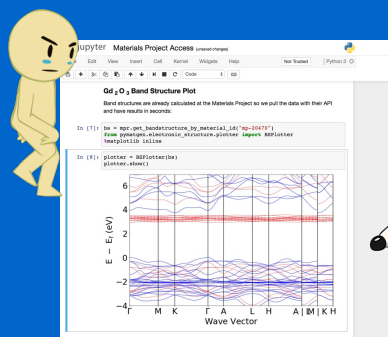 jupyter Materials Project Access (unsaved changes)
Edit View Insert Cell Kernel Widgets Help Not Trusted Python 3
Run Code
Gd 2 O 3 Band Structure Plot
Band structures are already calculated at the Materials Project so we pull the data with their API
and have results in seconds:
In [7]: bs = mpr.get_bandstructure_by_material_id("mp-20470")
from pymatgen.electronic_structure.plotter import BSPlotter
%matplotlib inline
In [8]: plotter = BSPlotter(bs)
plotter.show()
E − Ef (eV)
6
4
2
0
−2
−4
Γ M K Γ A L H A | L M | K H
Wave Vector